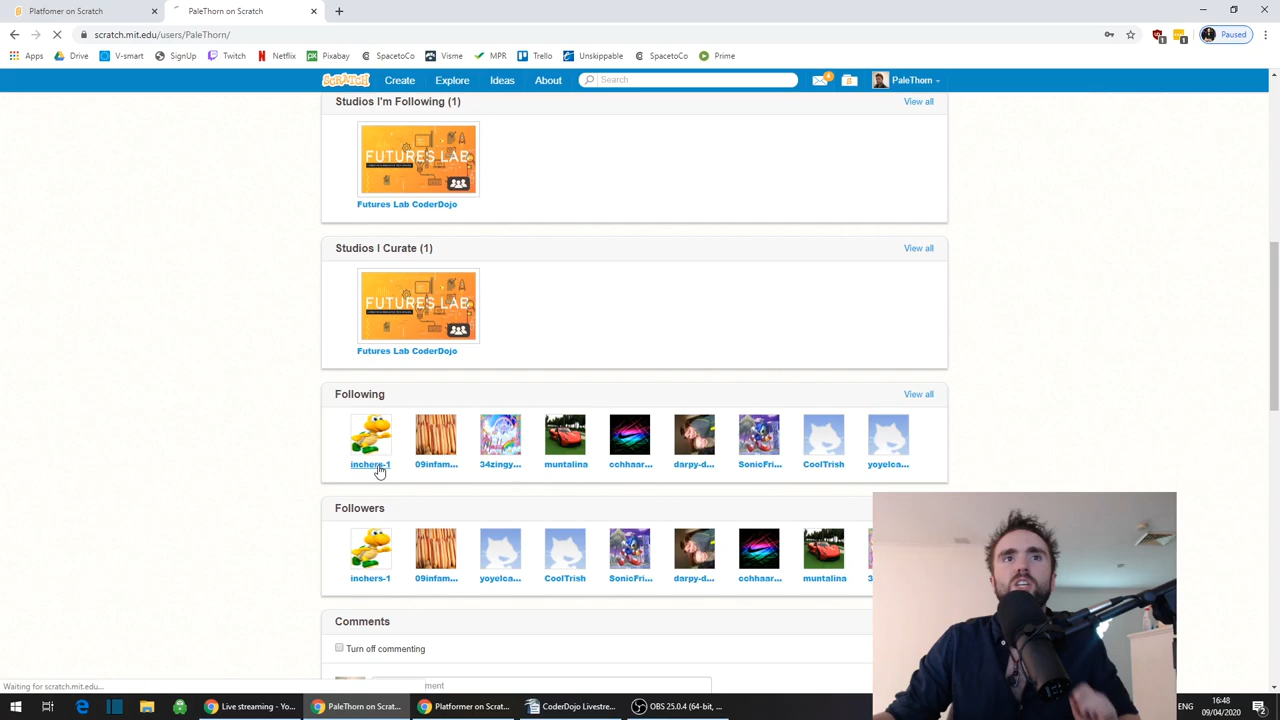 Platfomer on Scratch
PaleThorn on Scratch
scratch.mit.edu/users/PaleThorn/
Paused
Apps
Drive
V-smart
SignUp
Twitch
Netflix
Pixabay
SpacetoCo
Visme
MPR
Trello
Unskippable
SpacetoCo
Prime
SCRATCH
Create
Explore
Ideas
About
Search
4
PaleThorn
Studios I'm Following (1)
View all
FUTURES LAB
Futures Lab CoderDojo
Studios I Curate (1)
View all
FUTURES LAB
Futures Lab CoderDojo
Following
View all
inchers-1
09infam...
34zingy...
muntalina
cchhaar...
darpy-d...
SonicFri...
CoolTrish
yoyelca...
Followers
inchers-1
09infam...
yoyelca...
CoolTrish
SonicFri...
darpy-d...
cchhaar...
muntalina
Comments
Turn off commenting
ment
Waiting for scratch.mit.edu...
Live streaming - Yo...
PaleThorn on Scrat...
Platformer on Scrat...
CoderDojo Livestre...
OBS 25.0.4 (64-bit, ...
ENG
16:48
09/04/2020
2